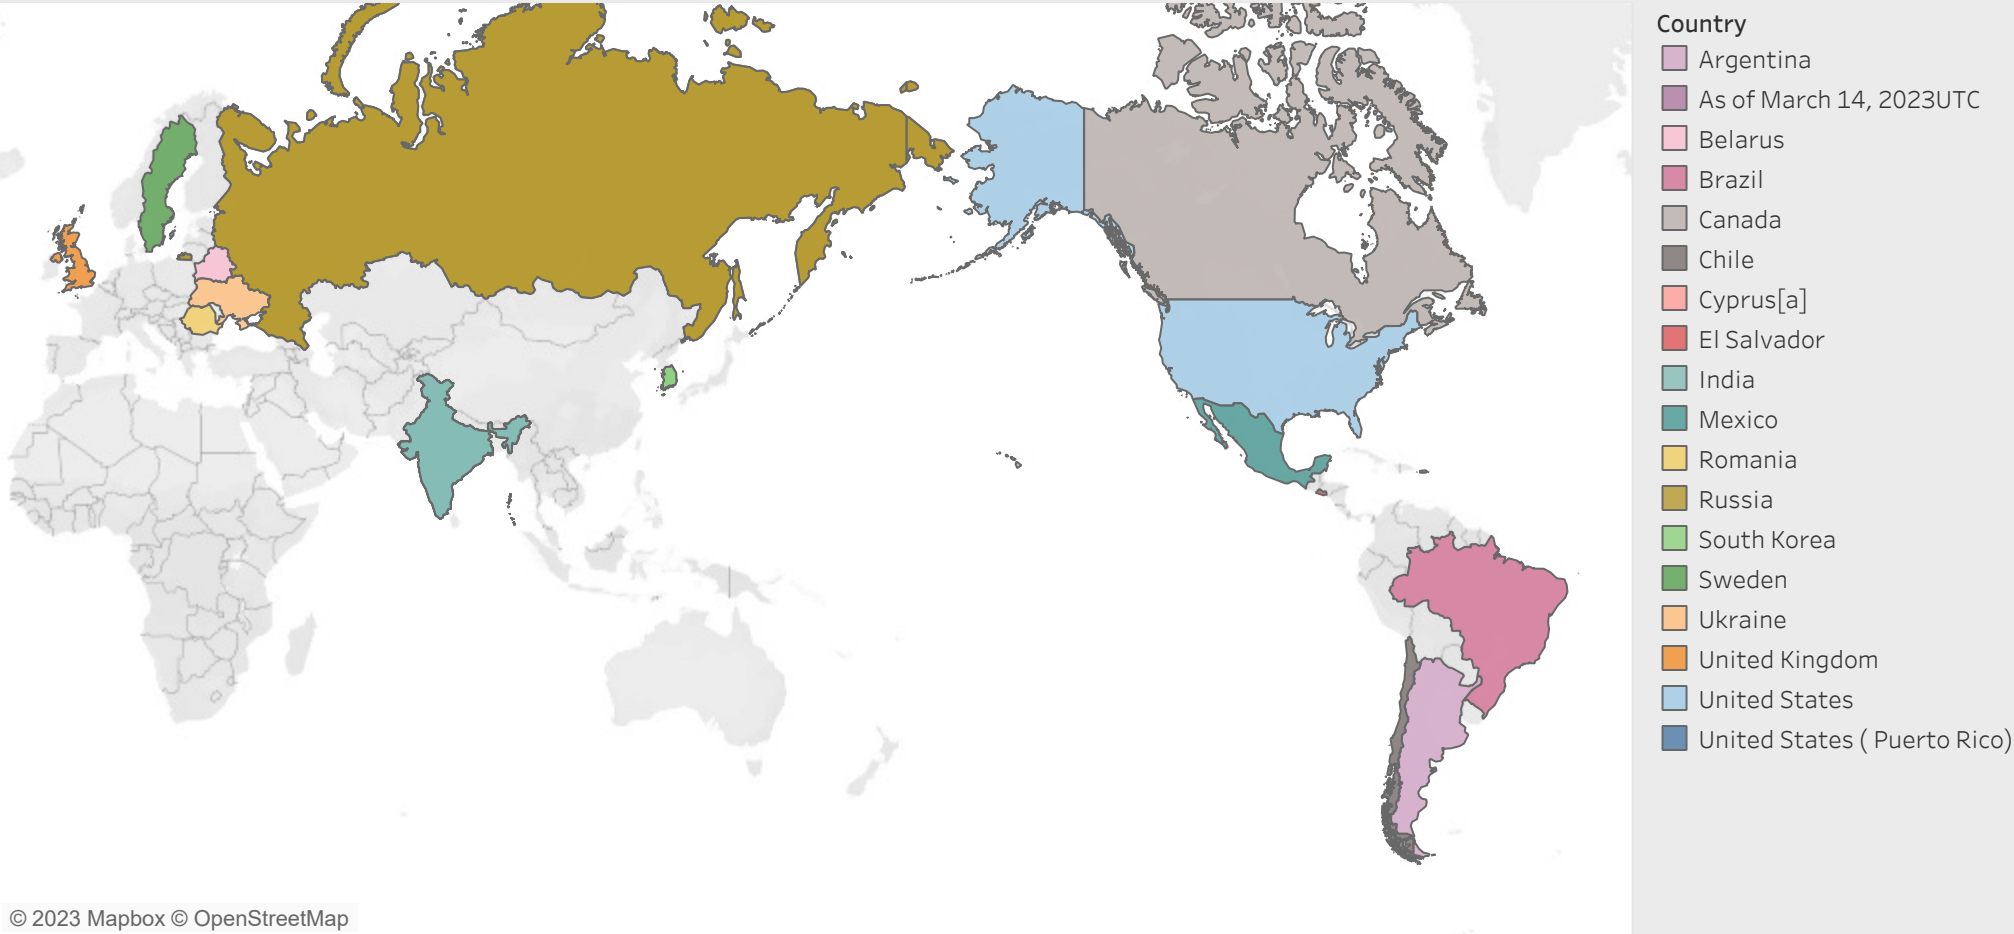 Country
Argentina
As of March 14, 2023UTC
Belarus
Brazil
Canada
Chile
Cyprus[a]
El Salvador
India
Mexico
Romania
Russia
South Korea
Sweden
Ukraine
United Kingdom
United States
United States ( Puerto Rico)
© 2023 Mapbox © OpenStreetMap